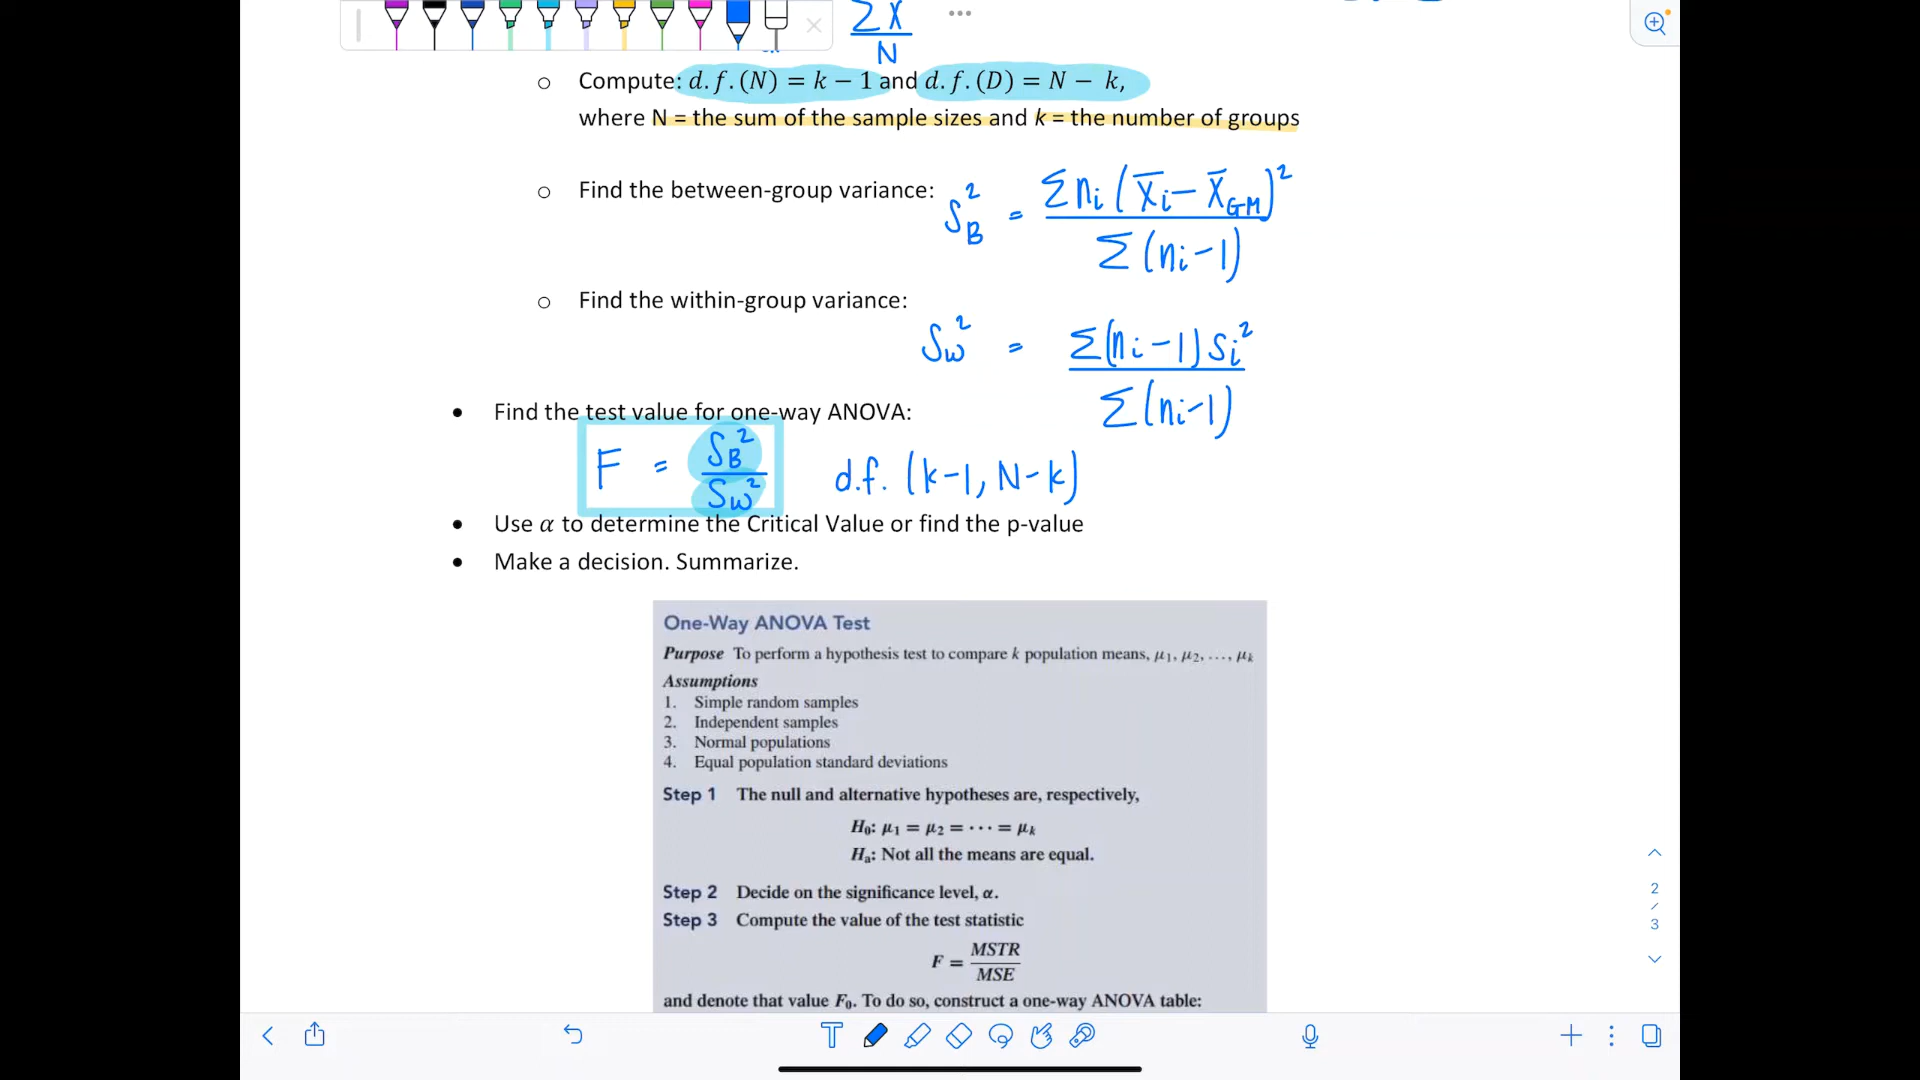 ΣX
N
Compute: d.f.(N) = k − 1 and d.f.(D) = N − k,
where N = the sum of the sample sizes and k = the number of groups
Find the between-group variance: S_B² = Σnᵢ(X̄ᵢ − X̄_GM)²
Σ(nᵢ−1)
Find the within-group variance:
S_W² = Σ(nᵢ−1)Sᵢ²
Σ(nᵢ−1)
Find the test value for one-way ANOVA:
F = S_B²/S_W² d.f. (k−1, N−k)
Use α to determine the Critical Value or find the p-value
Make a decision. Summarize.
One-Way ANOVA Test
Purpose To perform a hypothesis test to compare k population means, μ₁, μ₂, . . . , μₖ
Assumptions
1. Simple random samples
2. Independent samples
3. Normal populations
4. Equal population standard deviations
Step 1 The null and alternative hypotheses are, respectively,
H₀: μ₁ = μ₂ = · · · = μₖ
Hₐ: Not all the means are equal.
Step 2 Decide on the significance level, α.
Step 3 Compute the value of the test statistic
F = MSTR/MSE
and denote that value F₀. To do so, construct a one-way ANOVA table:
2
/
3